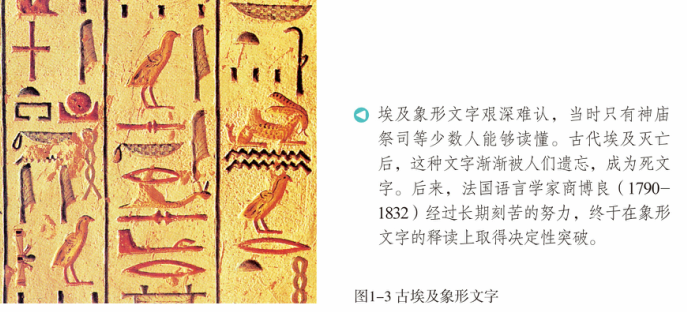 埃及象形文字艰深难认，当时只有神庙
祭司等少数人能够读懂。古代埃及灭亡
后，这种文字渐渐被人们遗忘，成为死文
字。后来，法国语言学家商博良（1790-
1832）经过长期刻苦的努力，终于在象形
文字的释读上取得决定性突破。
图1-3 古埃及象形文字